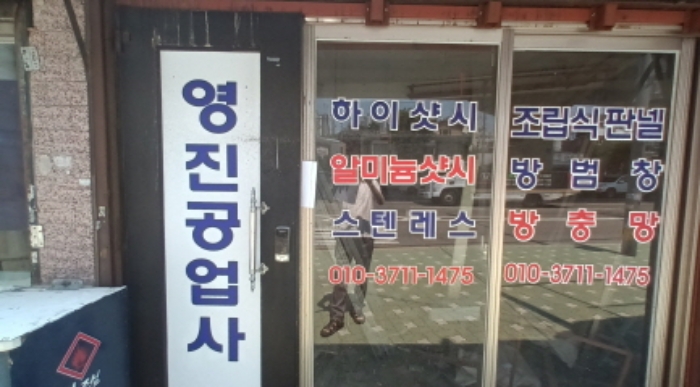 영진공업사
하이샷시
알미늄샷시
스텐레스
010-3711-1475
조립식판넬
방범창
방충망
010-3711-1475